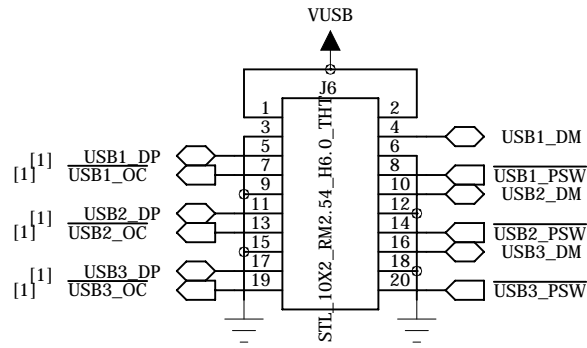 VUSB
J6
STL_10X2_RM2.54_H6.0_THT
1 2
3 4 USB1_DM
[1] USB1_DP 5 6
[1] USB1_OC 7 8 USB1_PSW
9 10 USB2_DM
[1] USB2_DP 11 12
[1] USB2_OC 13 14 USB2_PSW
15 16 USB3_DM
[1] USB3_DP 17 18
[1] USB3_OC 19 20 USB3_PSW